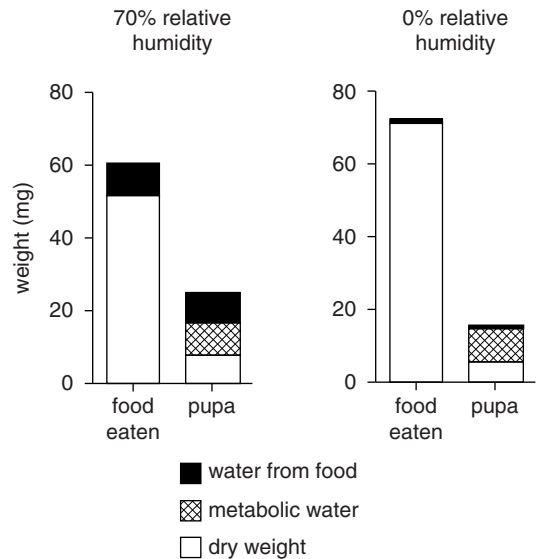 70% relative
humidity
0% relative
humidity
weight (mg)
80
60
40
20
0
food
eaten
pupa
80
60
40
20
0
food
eaten
pupa
water from food
metabolic water
dry weight